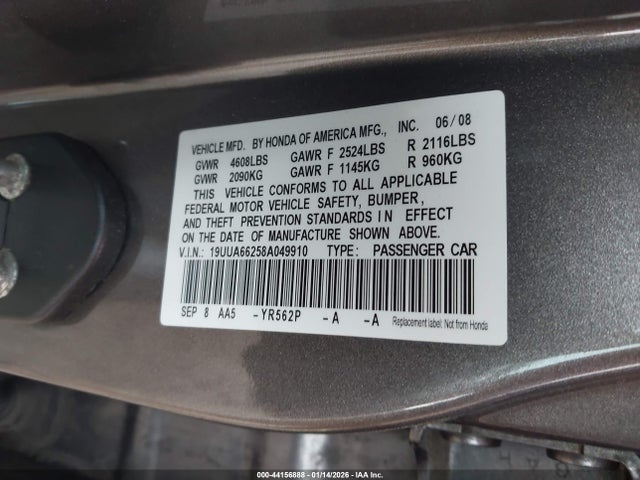 VEHICLE MFD. BY HONDA OF AMERICA MFG., INC. 06/08
GVWR 4608LBS GAWR F 2524LBS R 2116LBS
GVWR 2090KG GAWR F 1145KG R 960KG
THIS VEHICLE CONFORMS TO ALL APPLICABLE
FEDERAL MOTOR VEHICLE SAFETY, BUMPER,
AND THEFT PREVENTION STANDARDS IN EFFECT
ON THE DATE OF MANUFACTURE SHOWN ABOVE.
V.I.N.: 19UUA66258A049910 TYPE: PASSENGER CAR
SEP 8 AA5 -YR562P -A -A Replacement label: Not from Honda
000-44156888 - 01/14/2026 - IAA Inc.